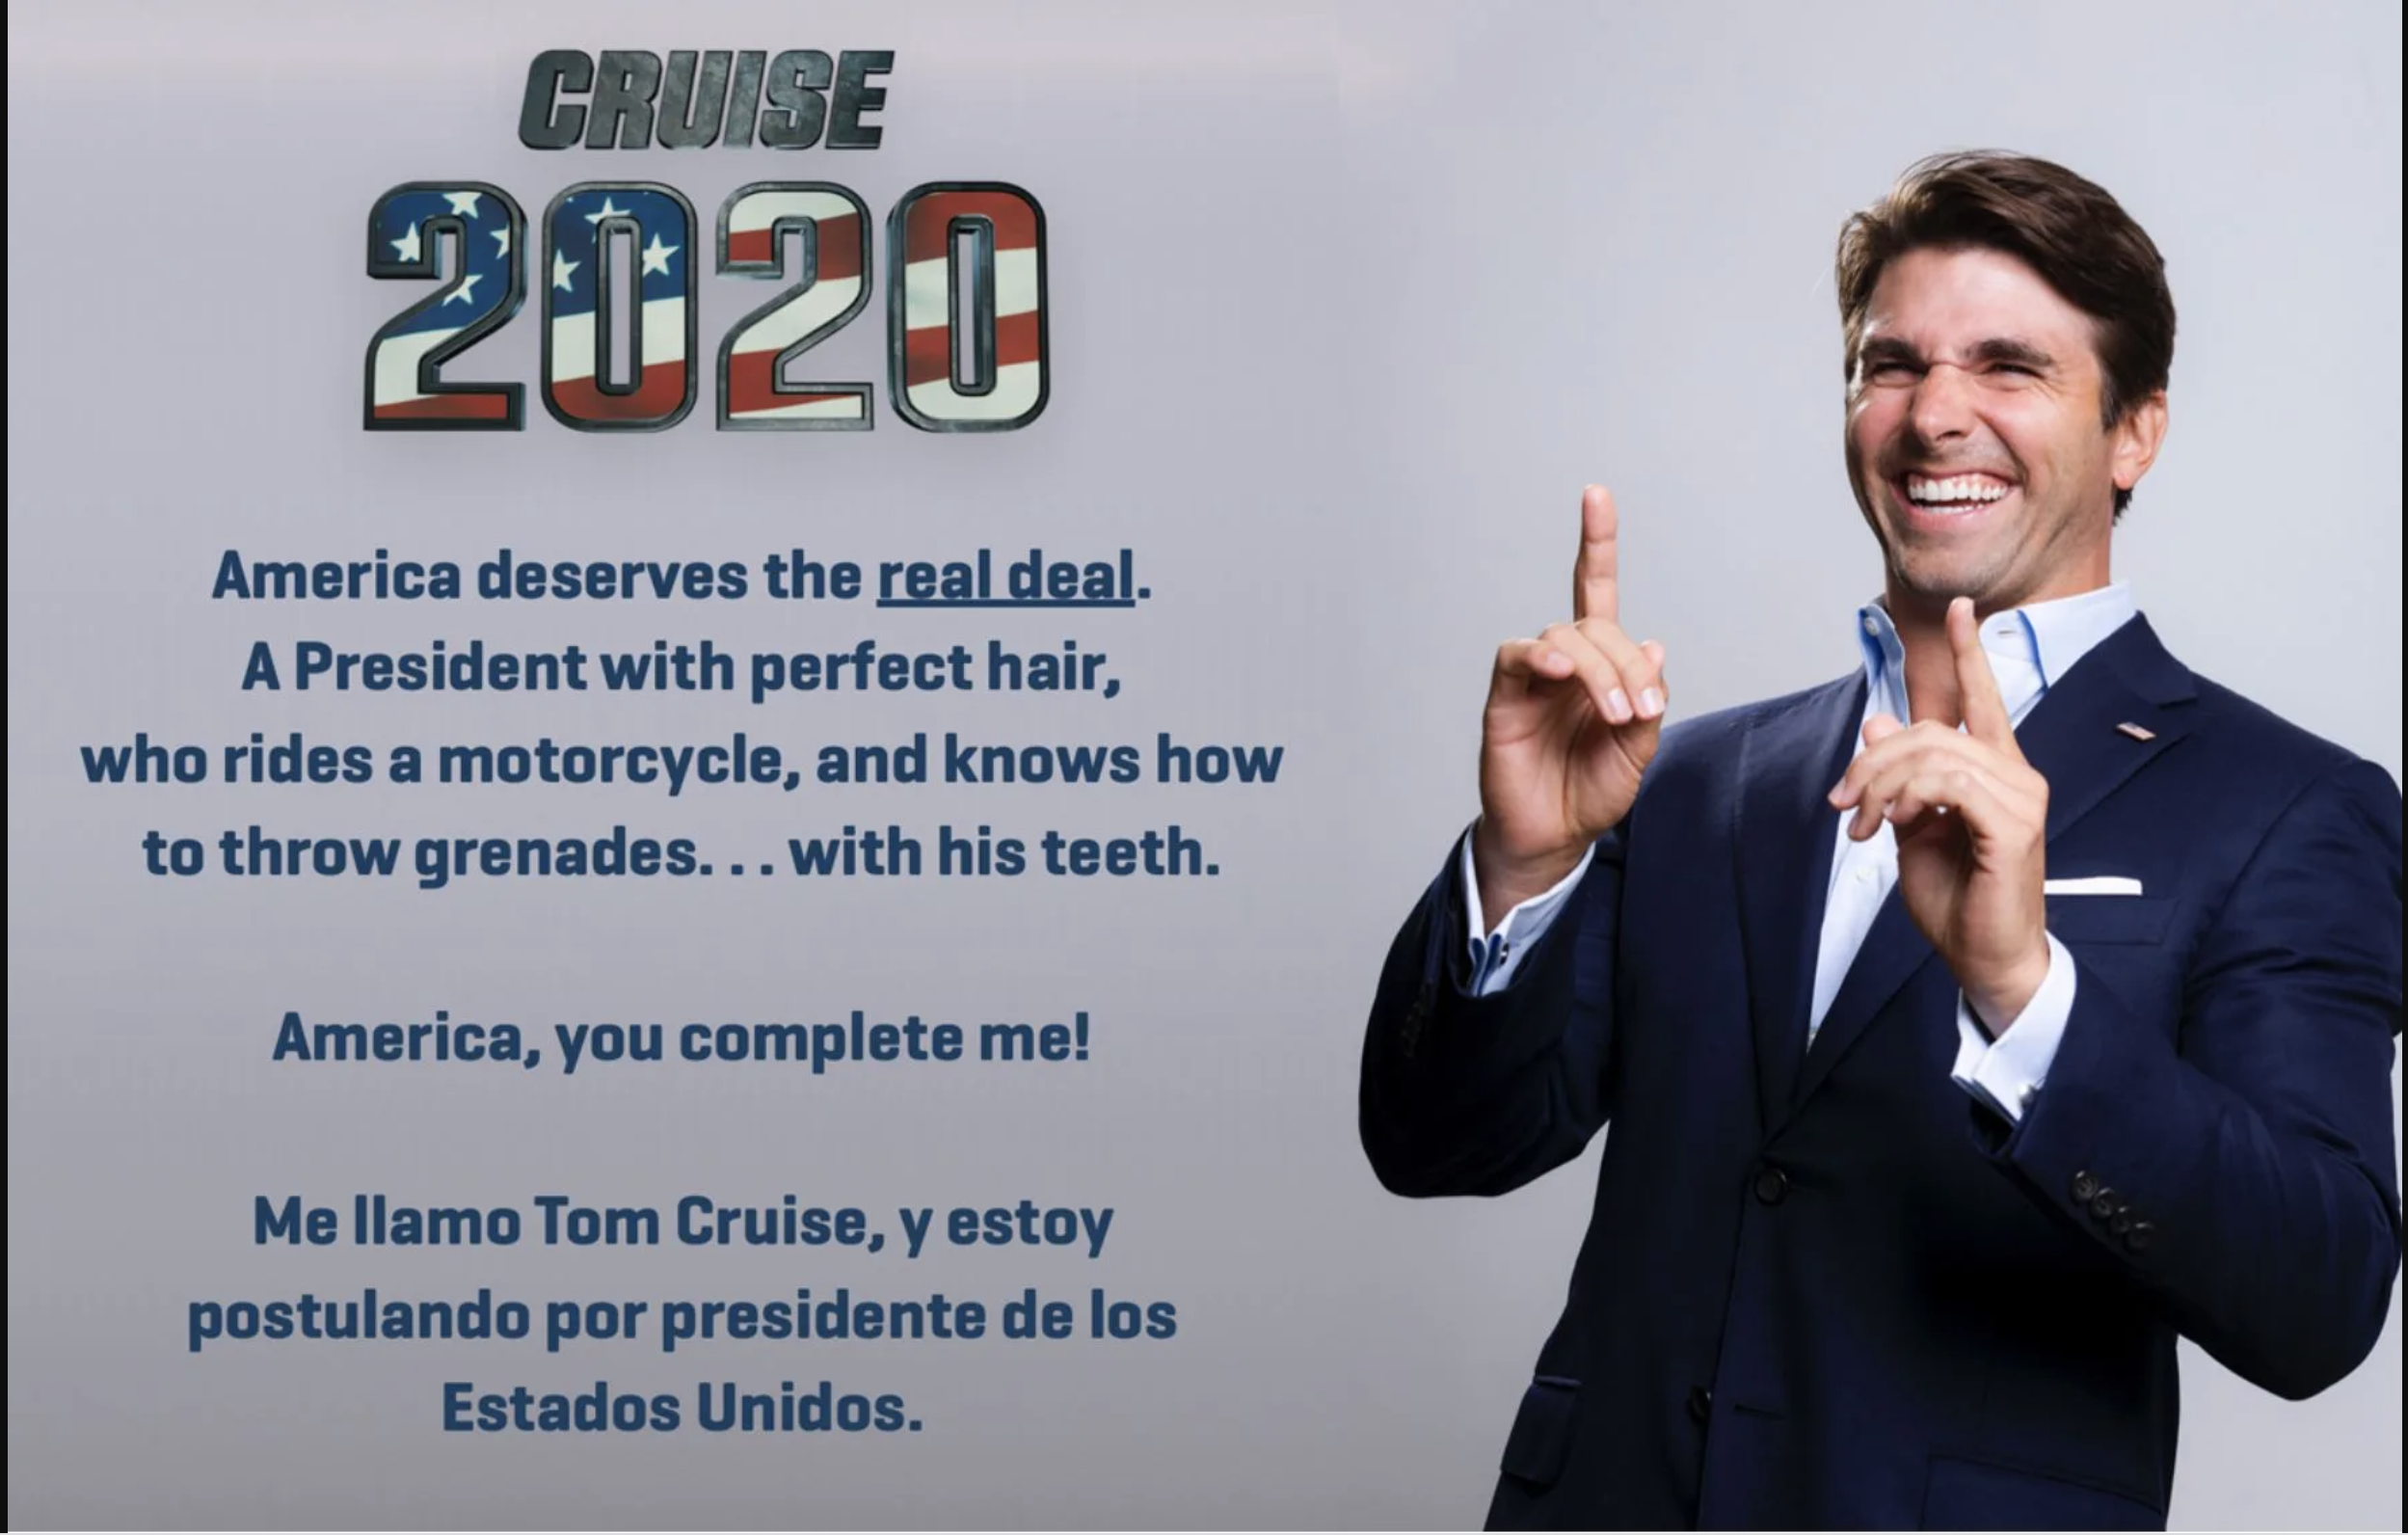 CRUISE
2020
America deserves the real deal.
A President with perfect hair,
who rides a motorcycle, and knows how
to throw grenades. . . with his teeth.
America, you complete me!
Me llamo Tom Cruise, y estoy
postulando por presidente de los
Estados Unidos.